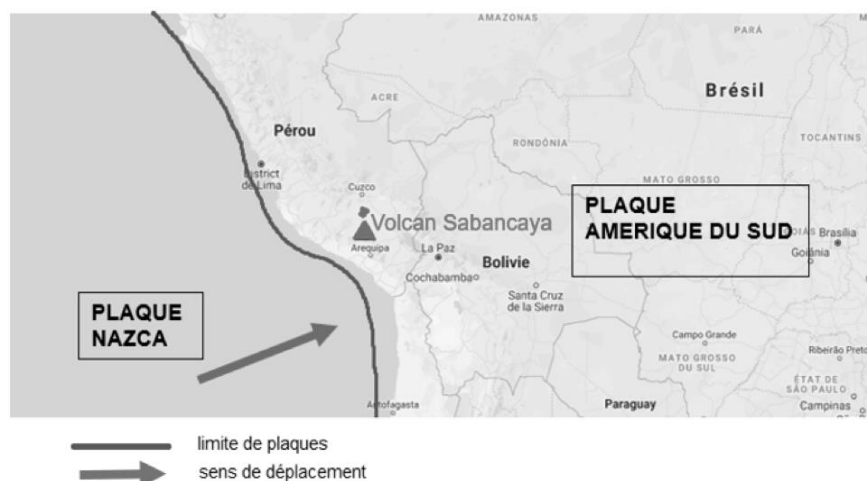 AMAZONAS
PARÁ
Brésil
ACRE
Pérou
TOCANTINS
RONDÔNIA
District
de Lima
Cuzco
MATO GROSSO
PLAQUE
AMERIQUE DU SUD
Volcan Sabancaya
Brasília
Arequipa
La Paz
Goiânia
Bolivie
Cochabamba
Santa Cruz
de la Sierra
PLAQUE
NAZCA
Campo Grande
MATO GROSSO
DU SUL
Ribeirão Preto
ÉTAT DE
SÃO PAULO
Antofagasta
Paraguay
Campinas
limite de plaques
sens de déplacement